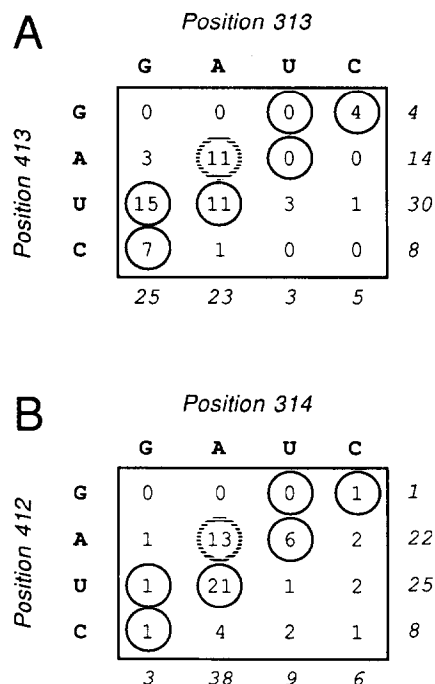 A
Position 313
G A U C
G 0 0 0 4 4
A 3 11 0 0 14
Position 413
U 15 11 3 1 30
C 7 1 0 0 8
25 23 3 5
B
Position 314
G A U C
G 0 0 0 1 1
A 1 13 6 2 22
Position 412
U 1 21 1 2 25
C 1 4 2 1 8
3 38 9 6